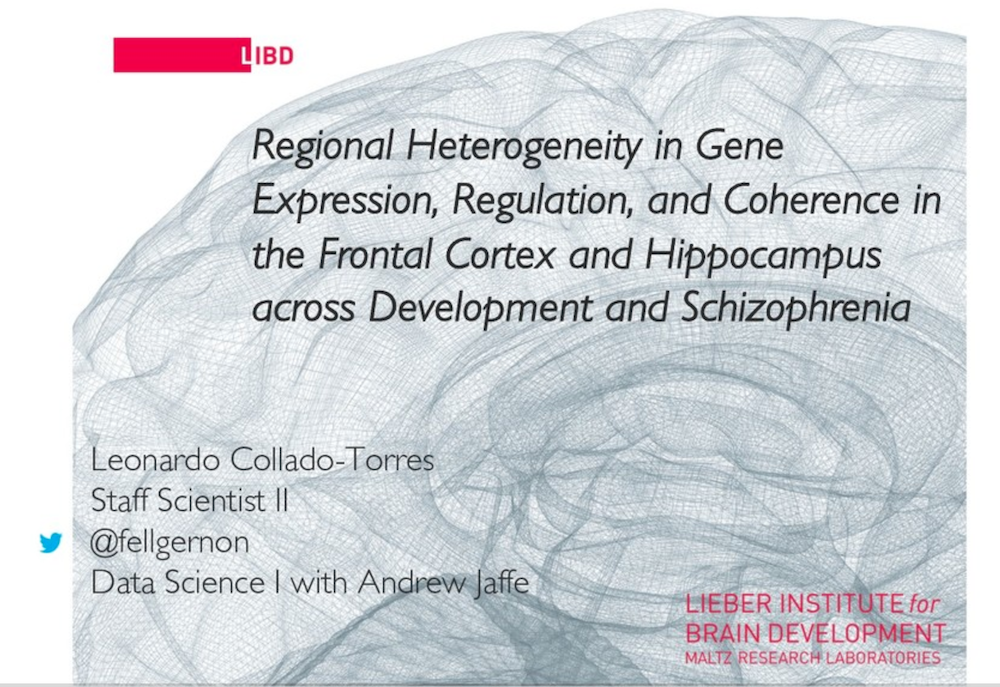 LIBD
Regional Heterogeneity in Gene
Expression, Regulation, and Coherence in
the Frontal Cortex and Hippocampus
across Development and Schizophrenia
Leonardo Collado-Torres
Staff Scientist II
@fellgernon
Data Science I with Andrew Jaffe
LIEBER INSTITUTE for
BRAIN DEVELOPMENT
MALTZ RESEARCH LABORATORIES